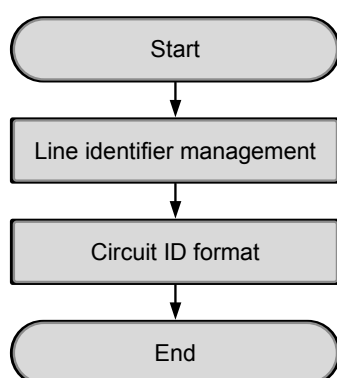 Start
Line identifier management
Circuit ID format
End